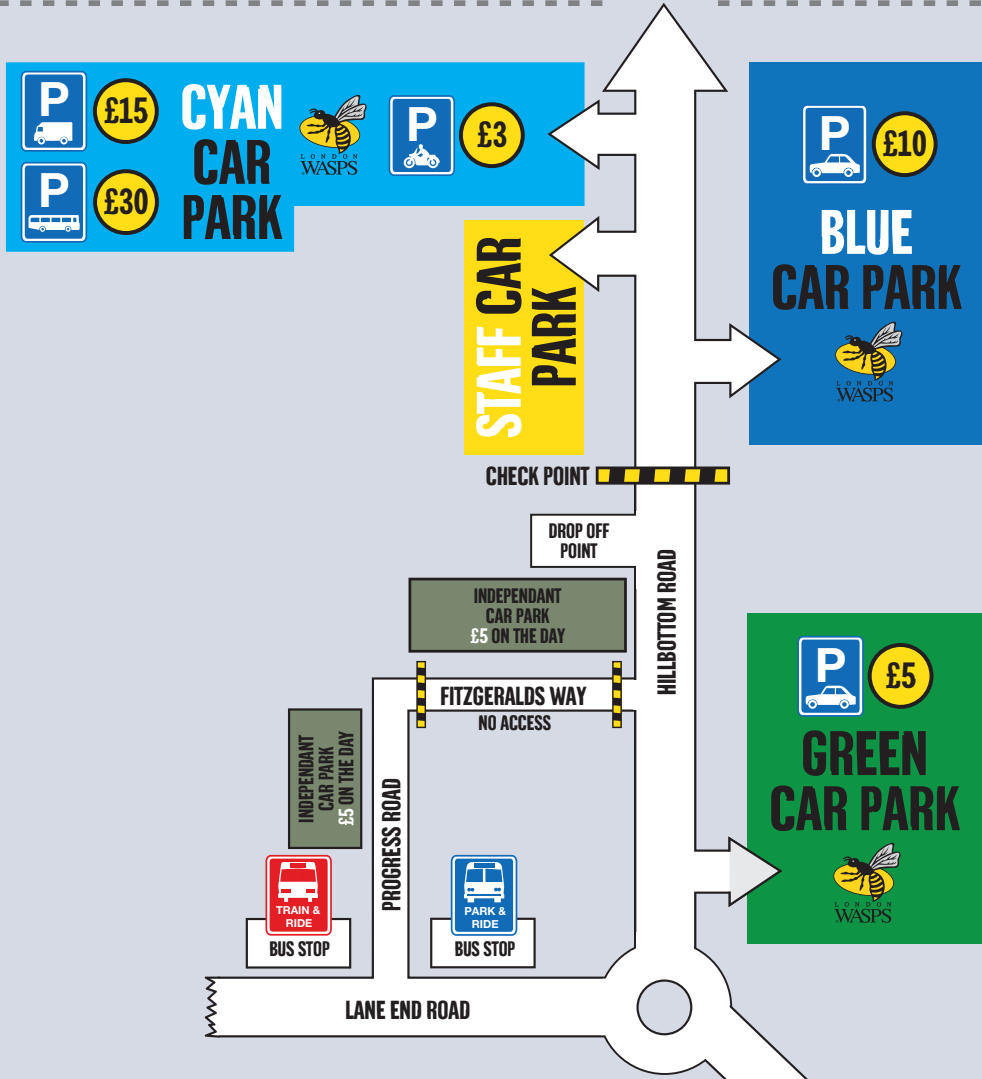 P
£15
P
£30
CYAN
CAR
PARK
LONDON
WASPS
P
£3
P
£10
BLUE
CAR PARK
LONDON
WASPS
STAFF CAR
PARK
CHECK POINT
DROP OFF
POINT
INDEPENDANT
CAR PARK
£5 ON THE DAY
HILLBOTTOM ROAD
FITZGERALDS WAY
NO ACCESS
P
£5
GREEN
CAR PARK
LONDON
WASPS
INDEPENDANT
CAR PARK
£5 ON THE DAY
PROGRESS ROAD
TRAIN &
RIDE
BUS STOP
PARK &
RIDE
BUS STOP
LANE END ROAD